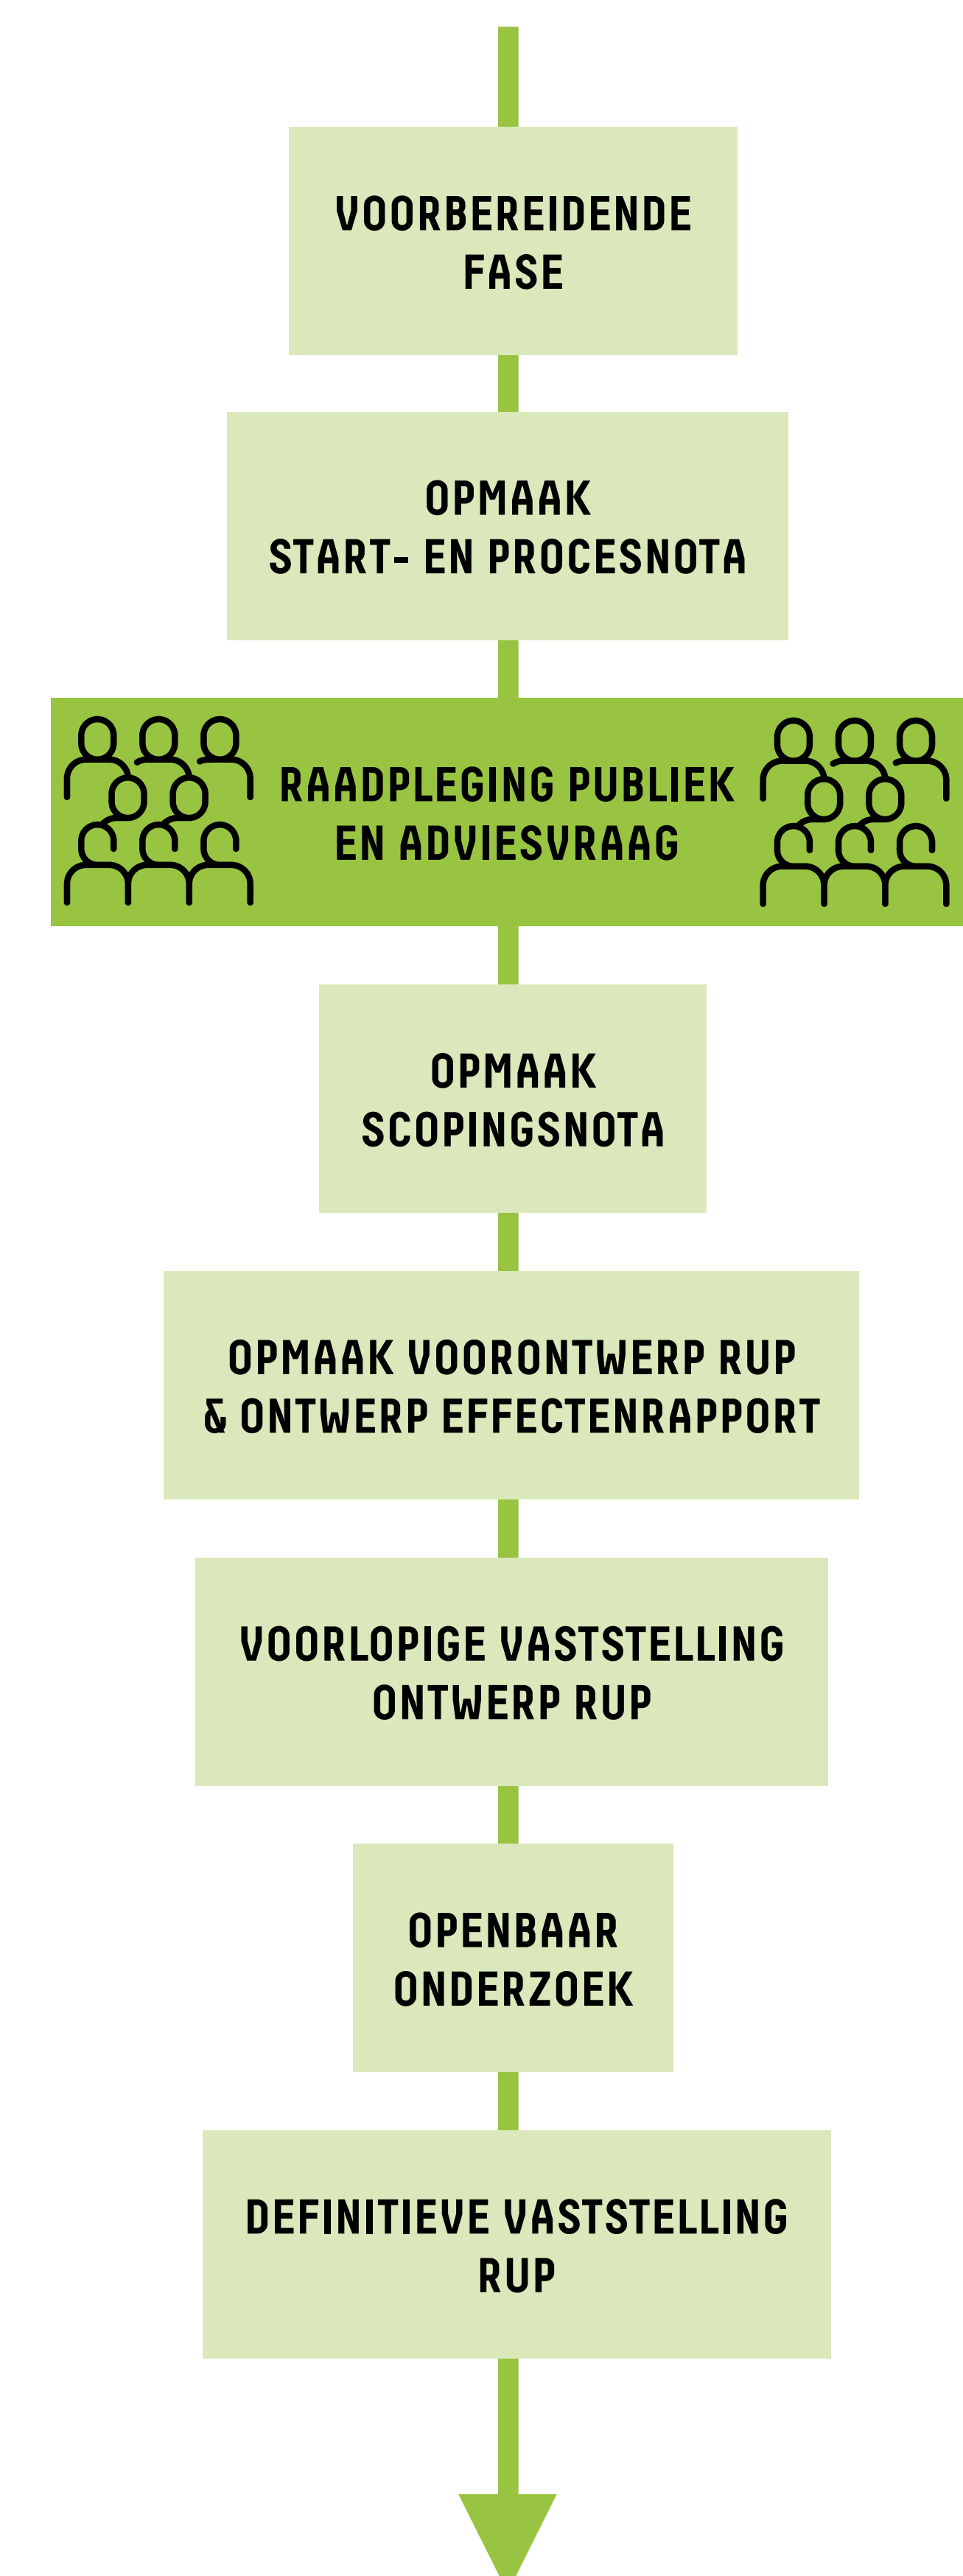 VOORBEREIDENDE
FASE
OPMAAK
START- EN PROCESNOTA
RAADPLEGING PUBLIEK
EN ADVIESVRAAG
OPMAAK
SCOPINGSNOTA
OPMAAK VOORONTWERP RUP
& ONTWERP EFFECTENRAPPORT
VOORLOPIGE VASTSTELLING
ONTWERP RUP
OPENBAAR
ONDERZOEK
DEFINITIEVE VASTSTELLING
RUP